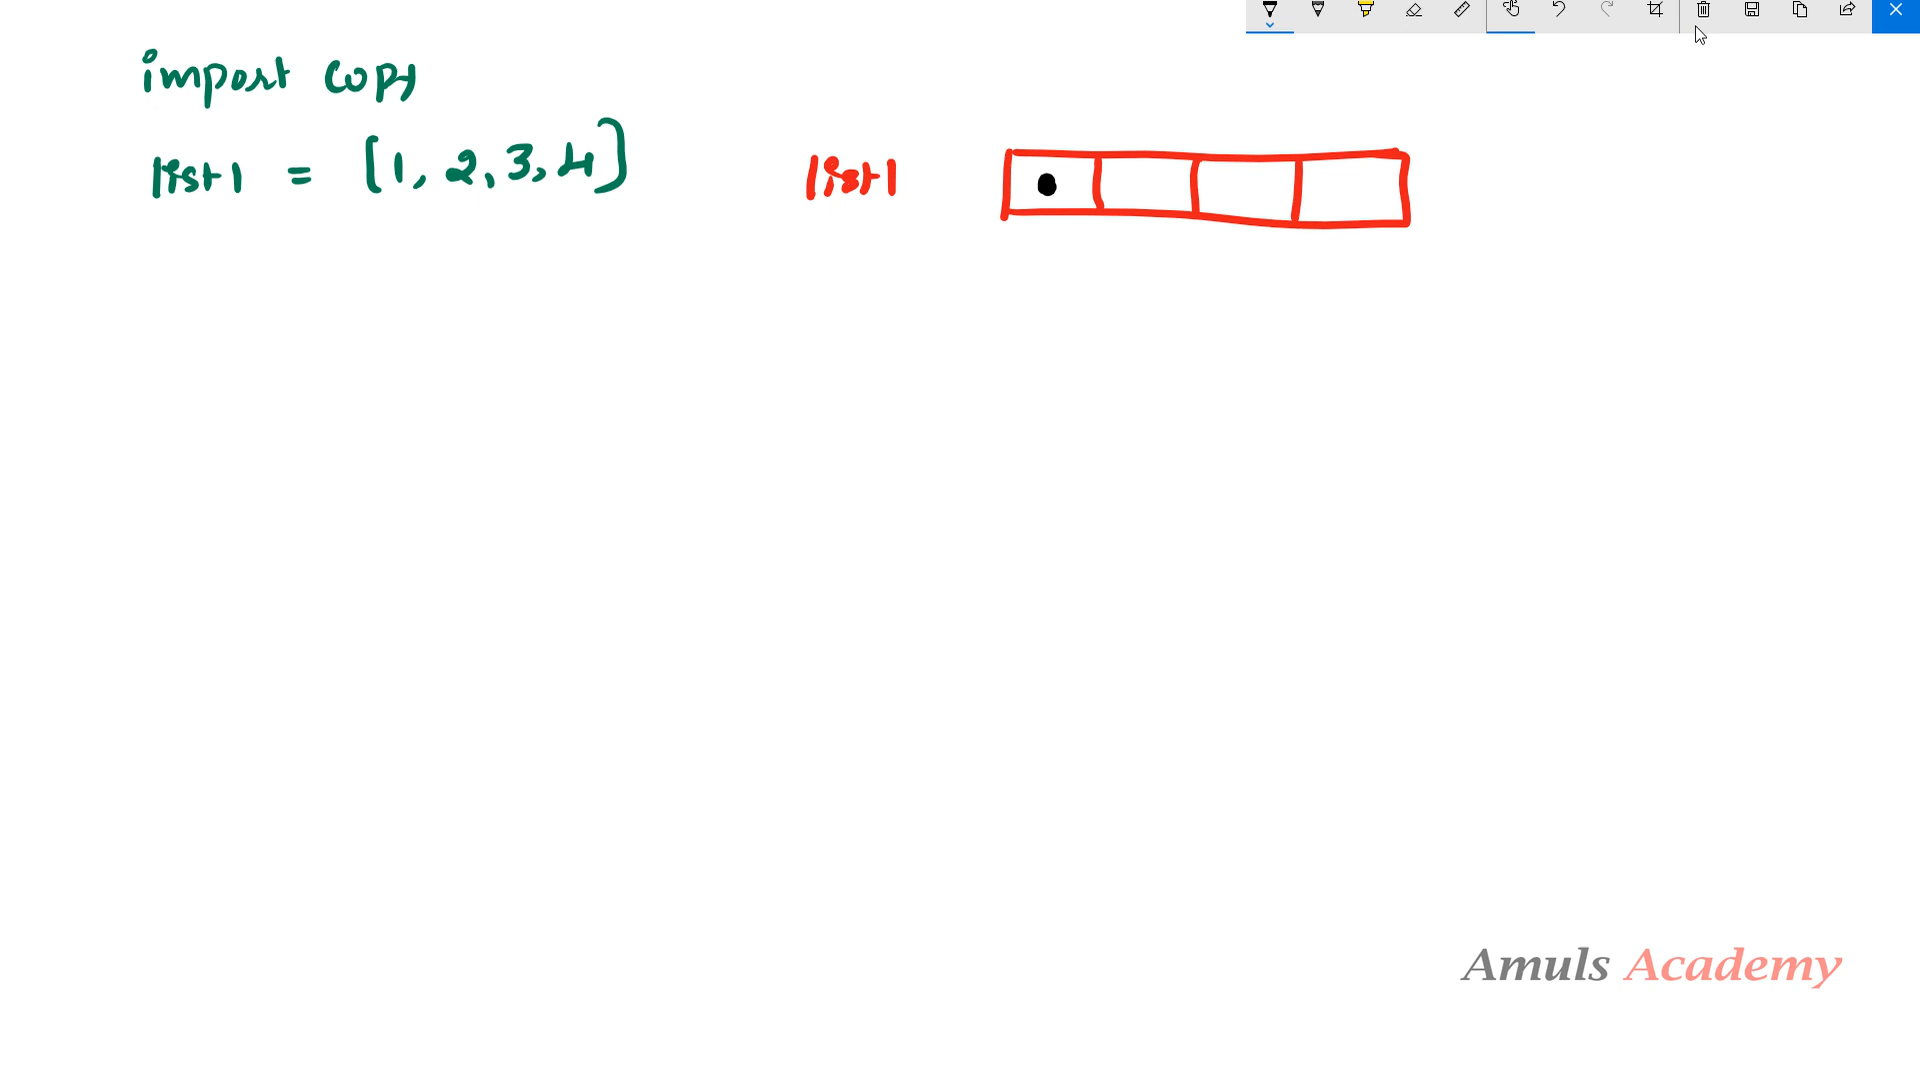 import copy
list1 = [1, 2, 3, 4]
list1
Amuls Academy